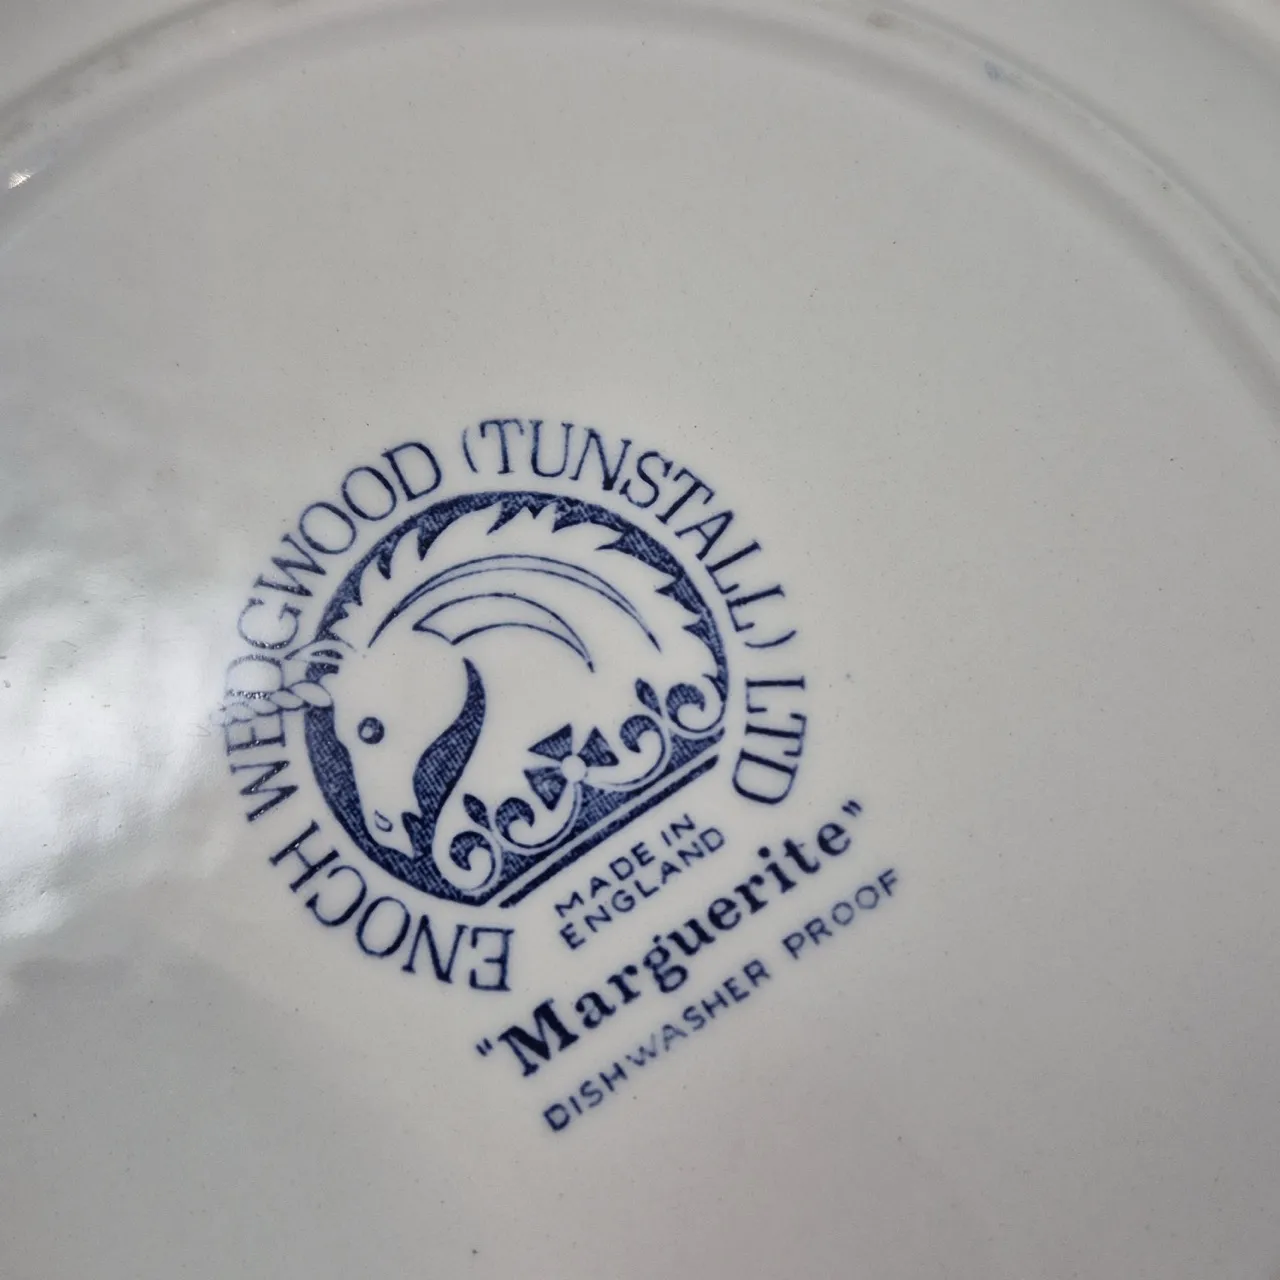 ENOCH WEDGWOOD (TUNSTALL) LTD
MADE IN
ENGLAND
"Marguerite"
DISHWASHER PROOF